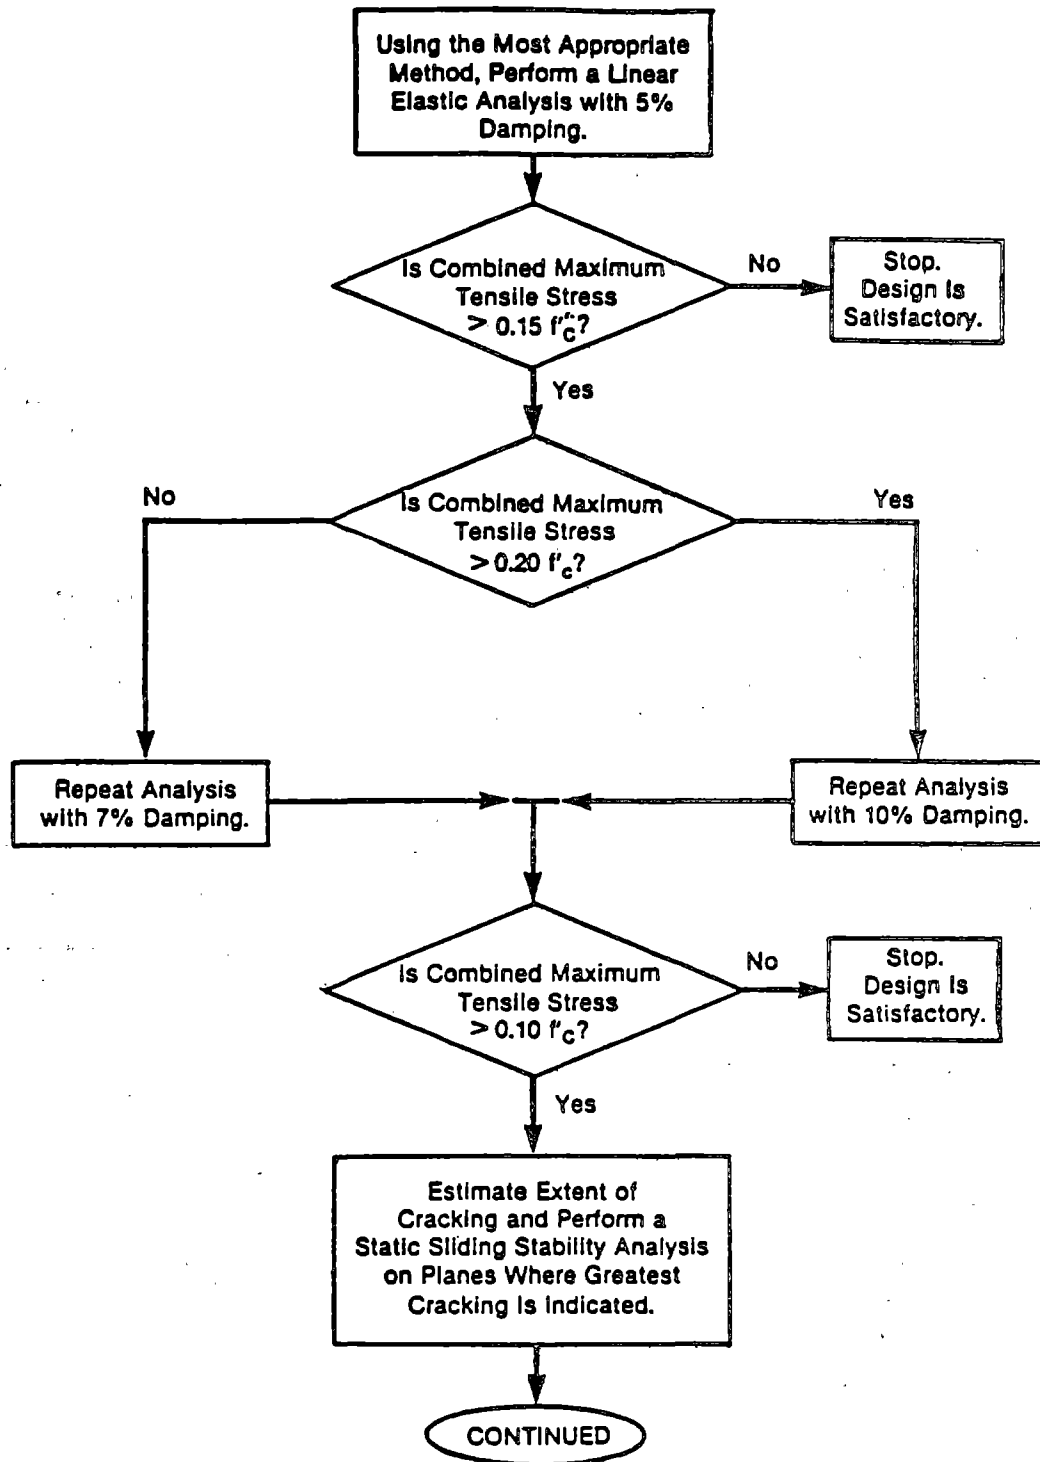 Using the Most Appropriate
Method, Perform a Linear
Elastic Analysis with 5%
Damping.
Is Combined Maximum
Tensile Stress
> 0.15 f'c?
No
Stop.
Design Is
Satisfactory.
Yes
Is Combined Maximum
Tensile Stress
> 0.20 f'c?
No
Yes
Repeat Analysis
with 7% Damping.
Repeat Analysis
with 10% Damping.
Is Combined Maximum
Tensile Stress
> 0.10 f'c?
No
Stop.
Design Is
Satisfactory.
Yes
Estimate Extent of
Cracking and Perform a
Static Sliding Stability Analysis
on Planes Where Greatest
Cracking Is Indicated.
CONTINUED